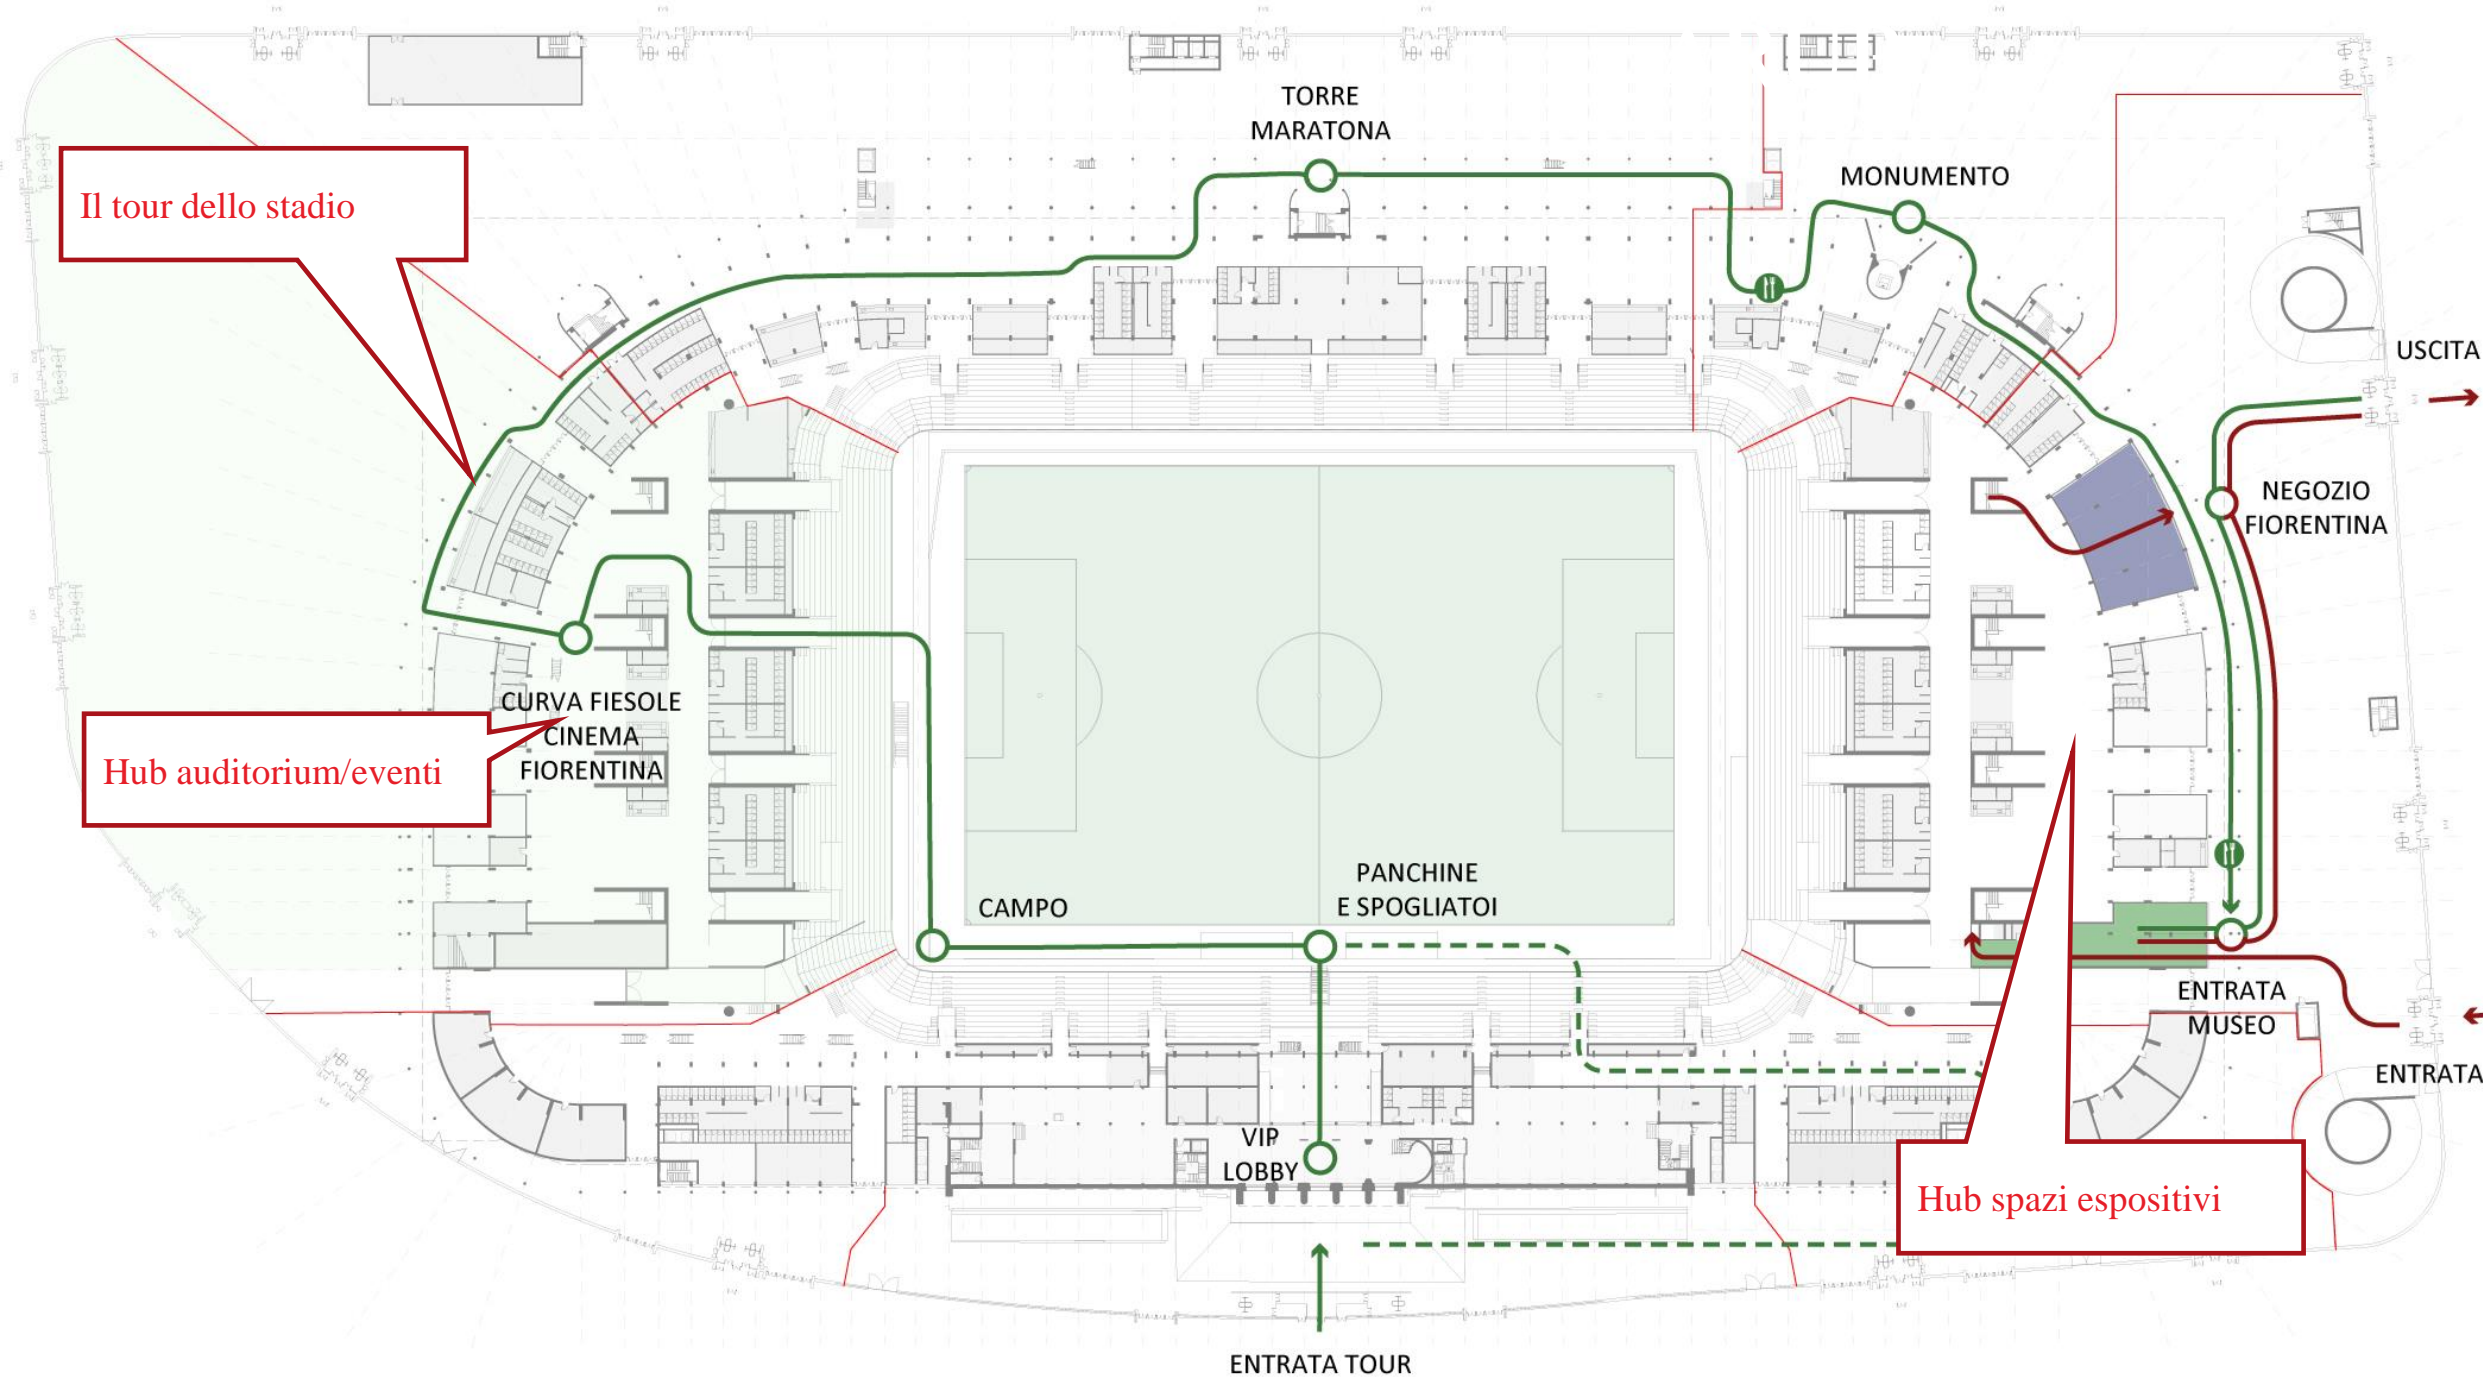 TORRE
MARATONA
MONUMENTO
Il tour dello stadio
USCITA
NEGOZIO
FIORENTINA
CURVA FIESOLE
CINEMA
FIORENTINA
Hub auditorium/eventi
PANCHINE
E SPOGLIATOI
CAMPO
ENTRATA
MUSEO
ENTRATA
VIP
LOBBY
Hub spazi espositivi
ENTRATA TOUR